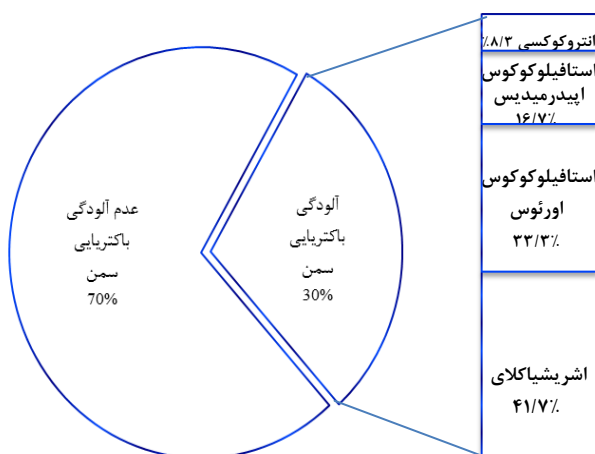 انتروکوکسی ۸/۳٪
استافیلوکوکوس
اپیدرمیدیس
۱۶/۷٪
استافیلوکوکوس
اورئوس
۳۳/۳٪
اشریشیاکلای
۴۱/۷٪
آلودگی
باکتریایی
سمن
30%
عدم آلودگی
باکتریایی
سمن
70%